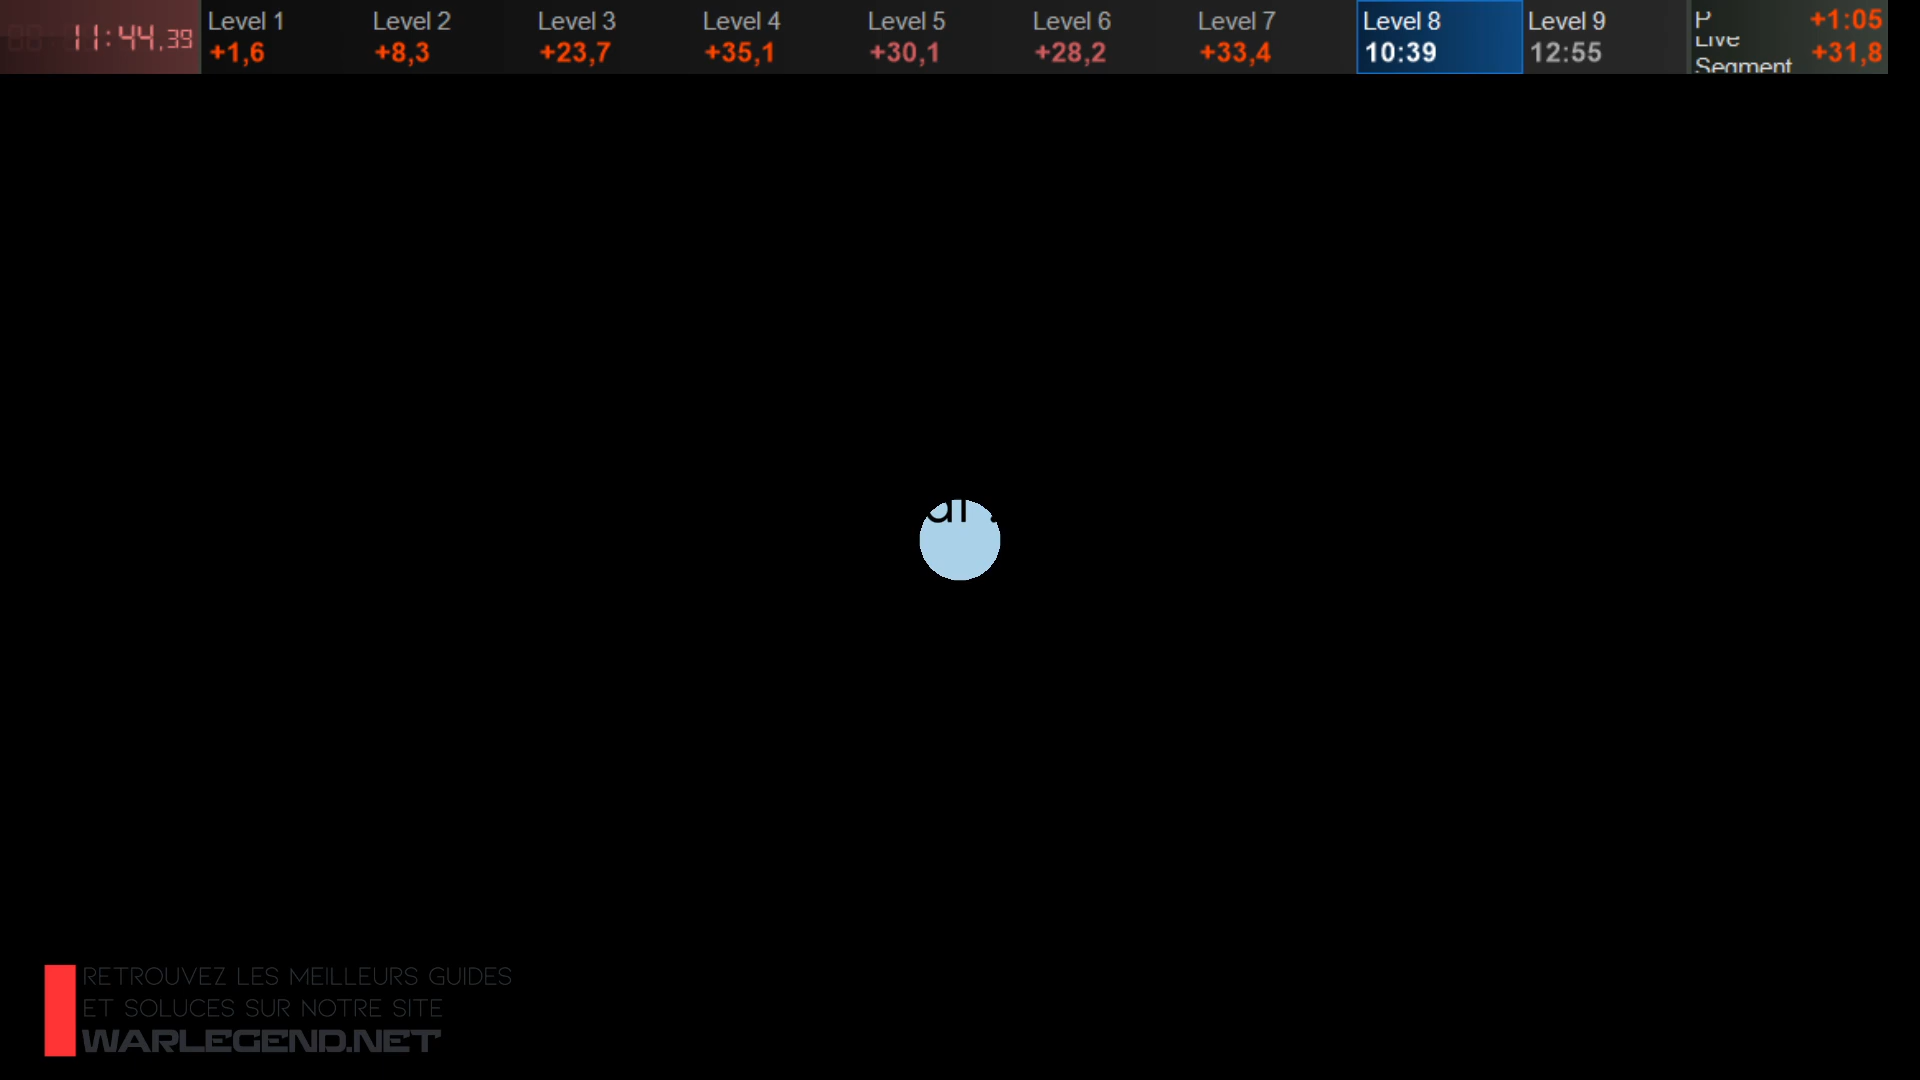 11:44,39
Level 1
+1,6
Level 2
+8,3
Level 3
+23,7
Level 4
+35,1
Level 5
+30,1
Level 6
+28,2
Level 7
+33,4
Level 8
10:39
Level 9
12:55
P +1:05
Live
Segment +31,8
RETROUVEZ LES MEILLEURS GUIDES
ET SOLUCES SUR NOTRE SITE
WARLEGEND.NET